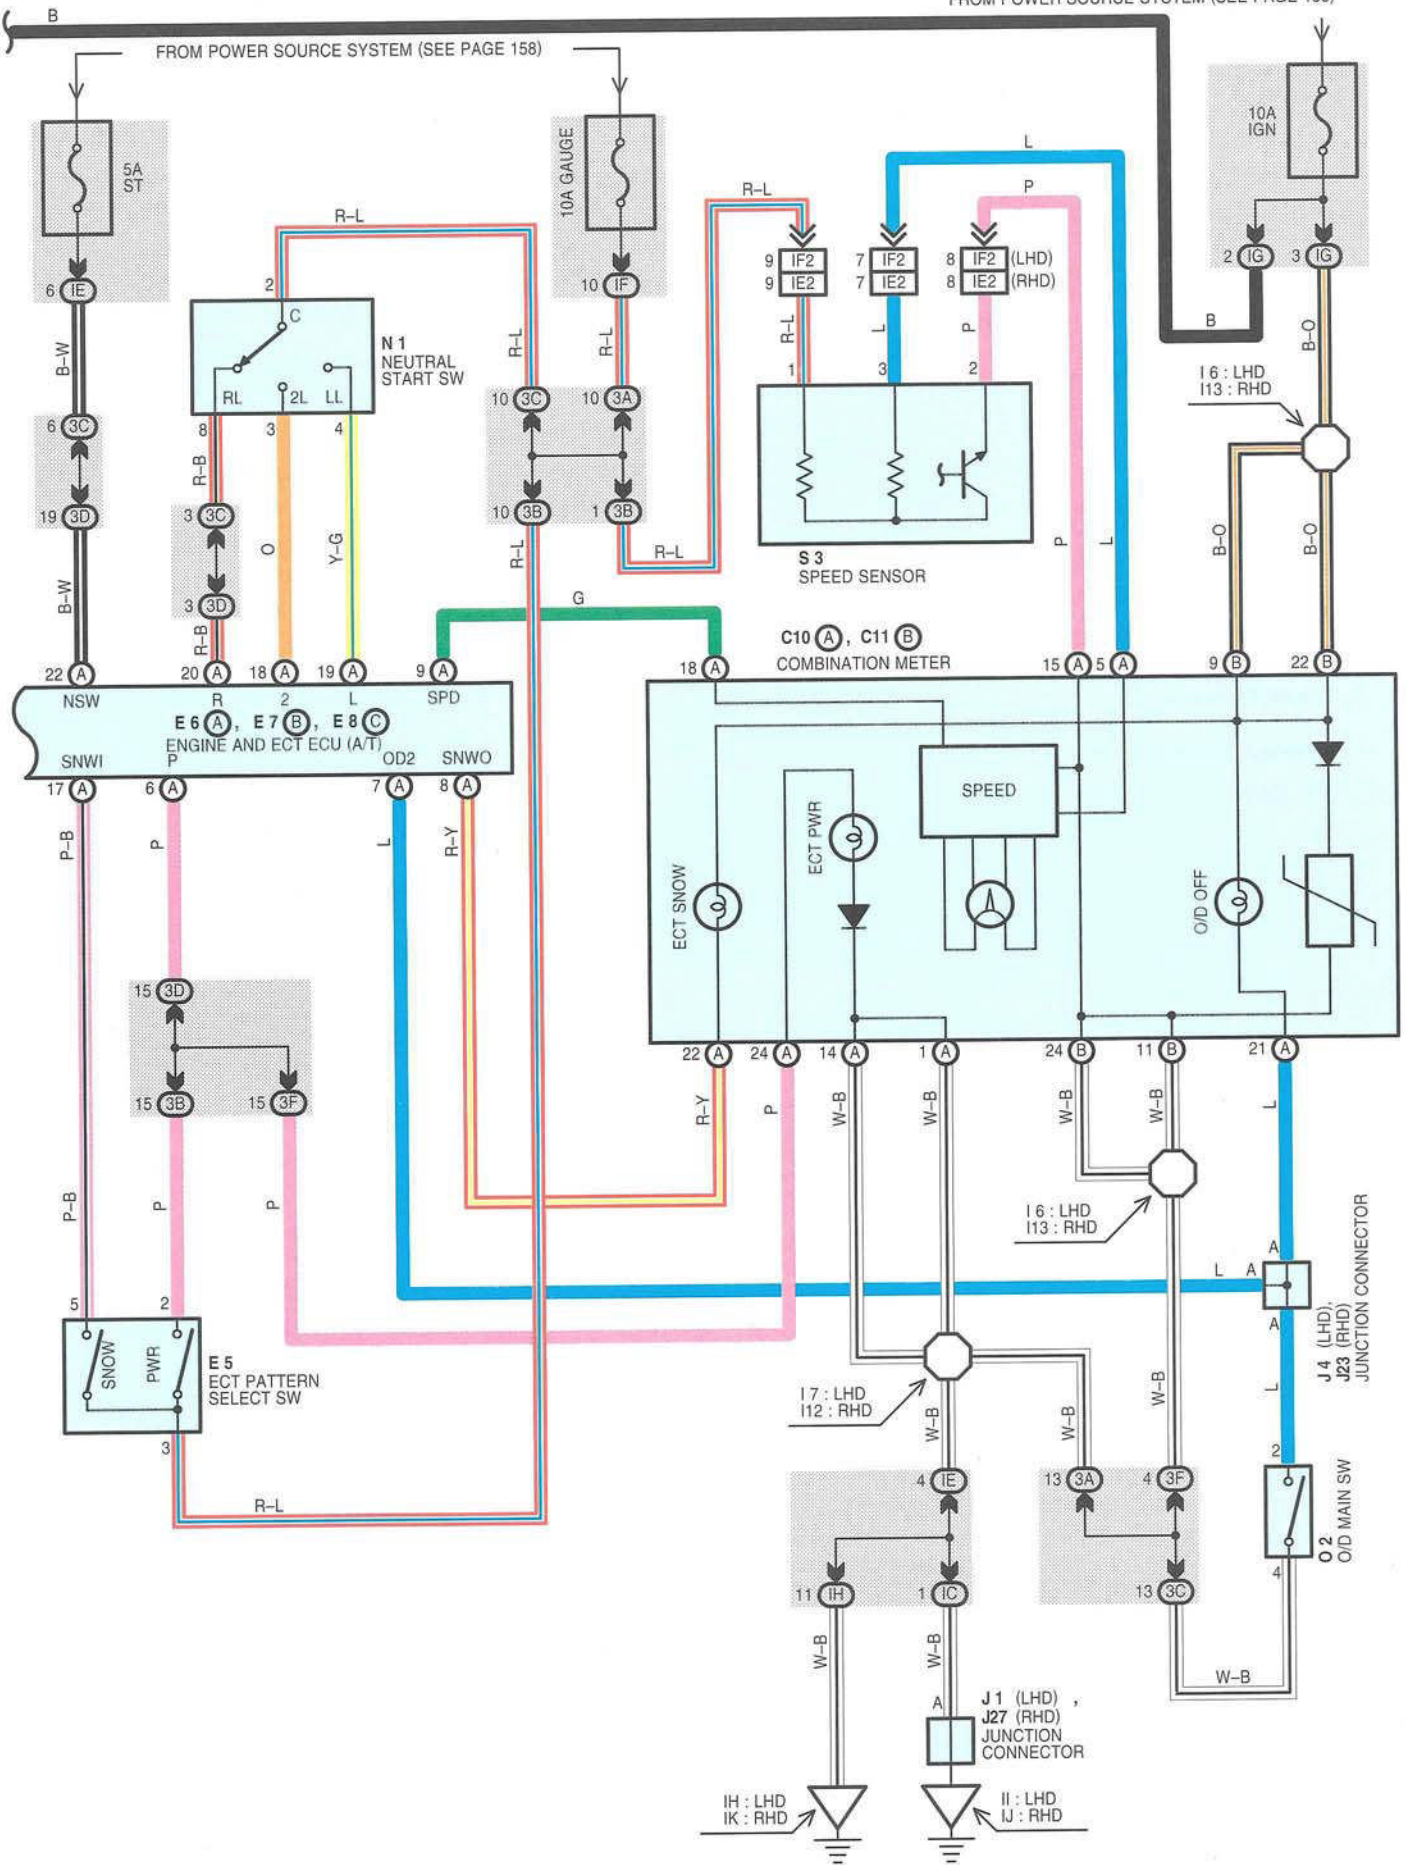 B
FROM POWER SOURCE SYSTEM (SEE PAGE 158)
5A
ST
10A GAUGE
10A
IGN
L
P
R–L
R–L
6 IE
10 IF
9 IF2
9 IE2
7 IF2
7 IE2
8 IF2 (LHD)
8 IE2 (RHD)
2 IG
3 IG
B
B–W
2
C
RL
2L
LL
N 1
NEUTRAL
START SW
R–L
R–L
R–L
L
P
B–O
1
3
2
I 6 : LHD
I13 : RHD
8
3
4
6 3C
10 3C
10 3A
R–B
19 3D
3 3C
10 3B
1 3B
O
Y–G
R–L
R–L
P
L
B–O
B–O
S 3
SPEED SENSOR
B–W
3 3D
R–B
G
C10 A , C11 B
COMBINATION METER
22 A
20 A
18 A
19 A
9 A
18 A
15 A
5 A
9 B
22 B
NSW
R
2
L
SPD
E 6 A , E 7 B , E 8 C
ENGINE AND ECT ECU (A/T)
SNWI
P
OD2
SNWO
17 A
6 A
7 A
8 A
SPEED
ECT PWR
ECT SNOW
O/D OFF
P–B
P
L
R–Y
15 3D
15 3B
15 3F
22 A
24 A
14 A
1 A
24 B
11 B
21 A
R–Y
P
W–B
W–B
W–B
W–B
L
P–B
P
P
I 6 : LHD
I13 : RHD
A
L A
A
J 4 (LHD),
J23 (RHD)
JUNCTION CONNECTOR
5
2
SNOW
PWR
E 5
ECT PATTERN
SELECT SW
3
R–L
I 7 : LHD
I12 : RHD
W–B
W–B
W–B
L
4 IE
13 3A
4 3F
2
O 2
O/D MAIN SW
4
11 IH
1 IC
13 3C
W–B
W–B
W–B
A
J 1 (LHD) ,
J27 (RHD)
JUNCTION
CONNECTOR
IH : LHD
IK : RHD
II : LHD
IJ : RHD